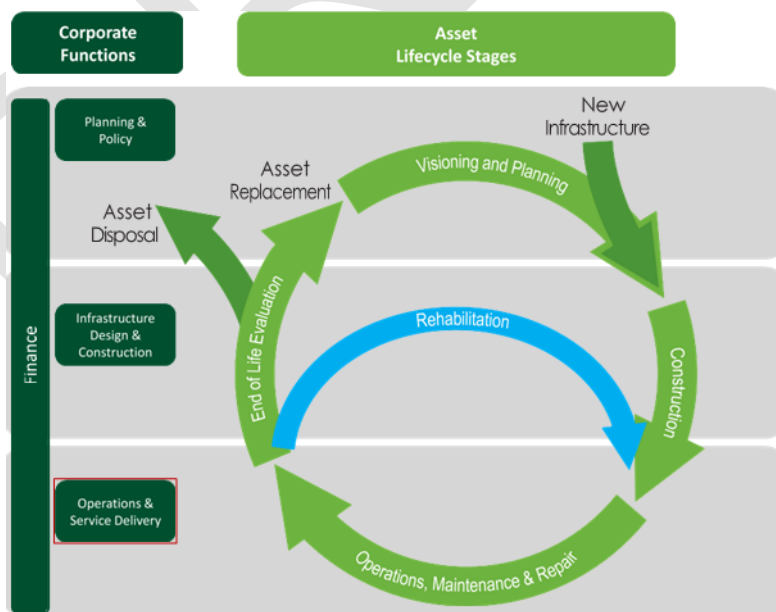 Corporate
Functions
Asset
Lifecycle Stages
Finance
Planning &
Policy
Infrastructure
Design &
Construction
Operations &
Service Delivery
New
Infrastructure
Visioning and Planning
Asset
Replacement
Asset
Disposal
End of Life Evaluation
Rehabilitation
Construction
Operations, Maintenance & Repair